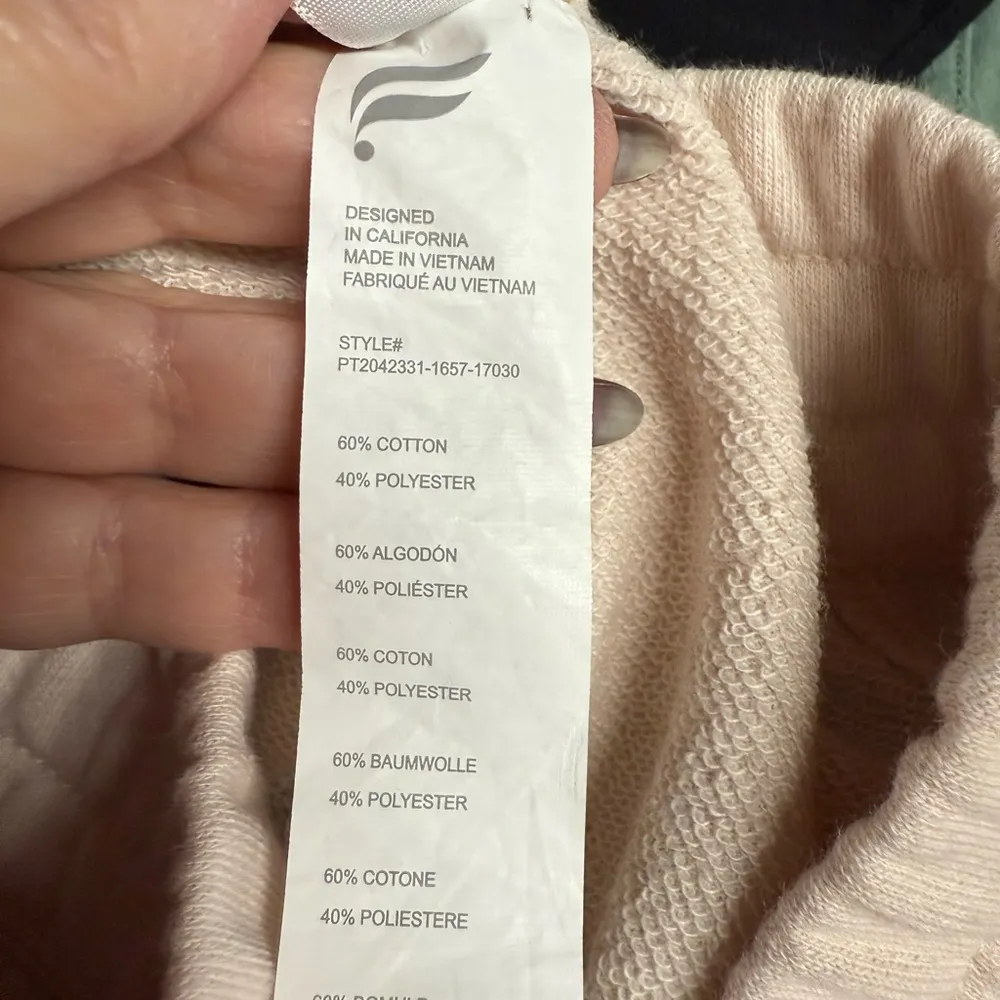 DESIGNED
IN CALIFORNIA
MADE IN VIETNAM
FABRIQUÉ AU VIETNAM
STYLE#
PT2042331-1657-17030
60% COTTON
40% POLYESTER
60% ALGODÓN
40% POLIÉSTER
60% COTON
40% POLYESTER
60% BAUMWOLLE
40% POLYESTER
60% COTONE
40% POLIESTERE